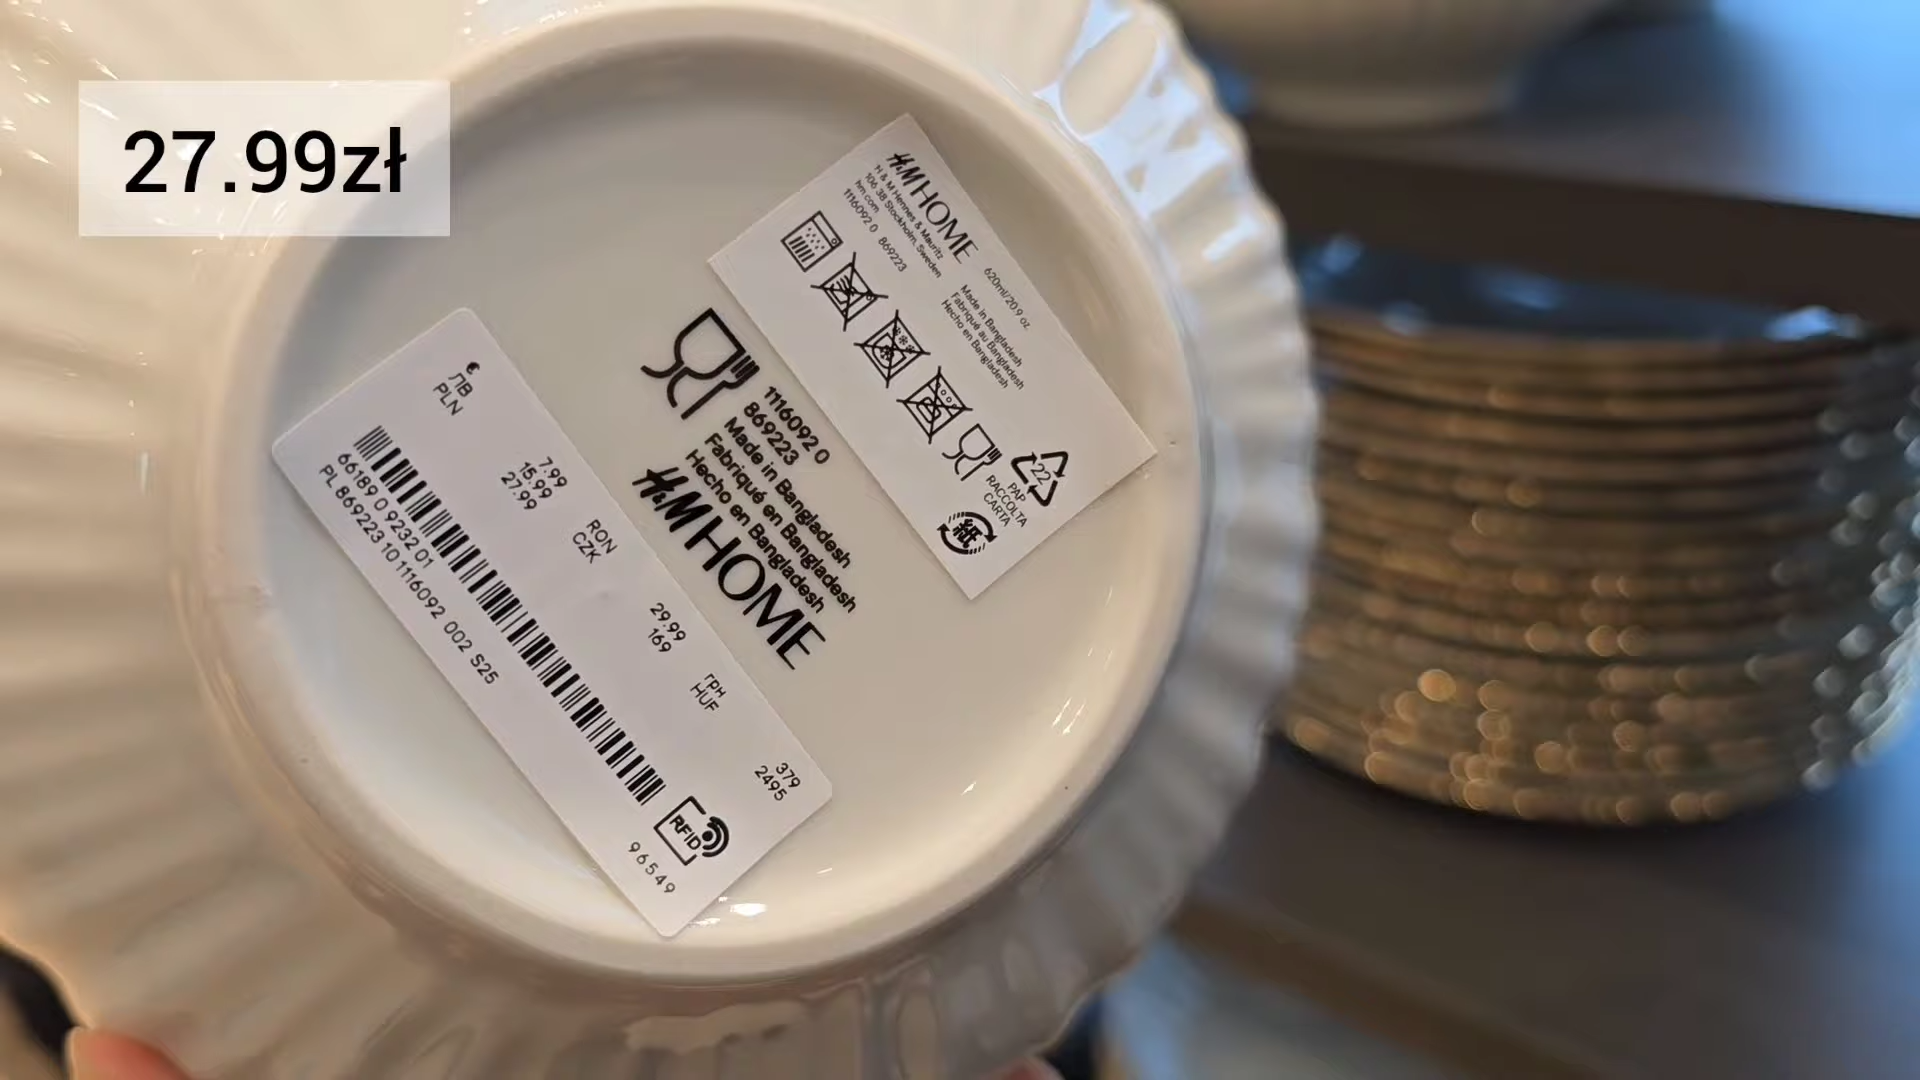 27.99zł
H&M HOME
H & M Hennes & Mauritz
106 38 Stockholm, Sweden
hm.com
1116092 0 869223
620ml/20.9 oz.
Made in Bangladesh
Fabriqué au Bangladesh
Hecho en Bangladesh
22
PAP
RACCOLTA
CARTA
紙
1116092 0
869223
Made in Bangladesh
Fabriqué en Bangladesh
Hecho en Bangladesh
H&M HOME
€ 7.99 RON 29.99 грн 379
ЛВ 15.99 CZK 169 HUF 2495
PLN 27.99
66189 0 9232 01
PL 869223 10 1116092 002 S25
RFID
96549